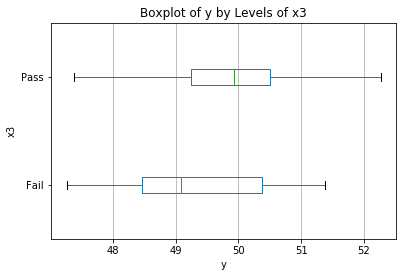 Boxplot of y by Levels of x3
Pass
x3
Fail
48 49 50 51 52
y